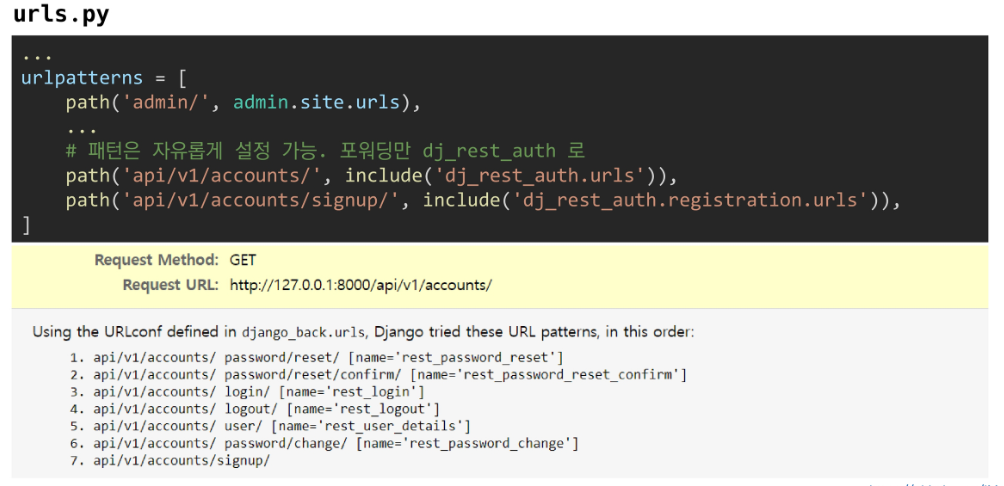 urls.py
...
urlpatterns = [
    path('admin/', admin.site.urls),
    ...
    # 패턴은 자유롭게 설정 가능. 포워딩만 dj_rest_auth 로
    path('api/v1/accounts/', include('dj_rest_auth.urls')),
    path('api/v1/accounts/signup/', include('dj_rest_auth.registration.urls')),
]
Request Method: GET
Request URL: http://127.0.0.1:8000/api/v1/accounts/
Using the URLconf defined in django_back.urls, Django tried these URL patterns, in this order:
1. api/v1/accounts/ password/reset/ [name='rest_password_reset']
2. api/v1/accounts/ password/reset/confirm/ [name='rest_password_reset_confirm']
3. api/v1/accounts/ login/ [name='rest_login']
4. api/v1/accounts/ logout/ [name='rest_logout']
5. api/v1/accounts/ user/ [name='rest_user_details']
6. api/v1/accounts/ password/change/ [name='rest_password_change']
7. api/v1/accounts/signup/